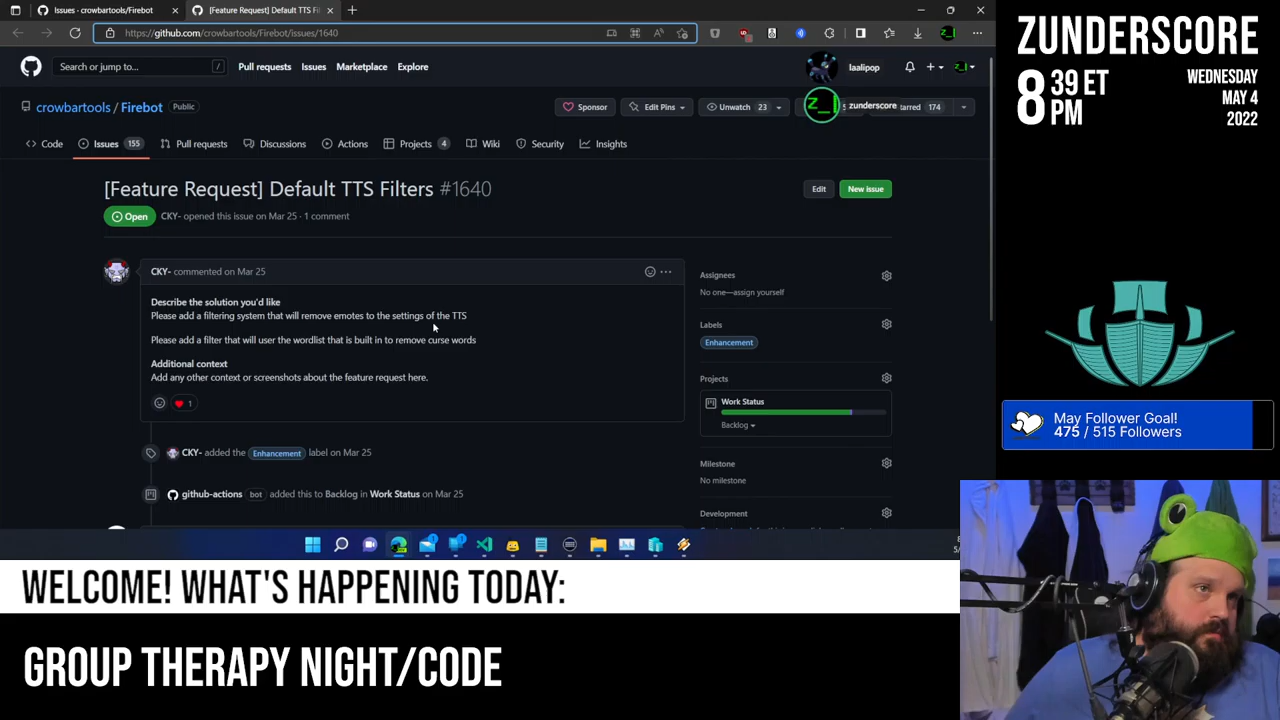 Issues - crowbartools/Firebot
[Feature Request] Default TTS Fil
https://github.com/crowbartools/Firebot/issues/1640
Search or jump to...
/
Pull requests
Issues
Marketplace
Explore
laalipop
crowbartools / Firebot
Public
Sponsor
Edit Pins
Unwatch 23
zunderscore
tarred 174
Code
Issues 155
Pull requests
Discussions
Actions
Projects 4
Wiki
Security
Insights
[Feature Request] Default TTS Filters #1640
Edit
New issue
Open
CKY- opened this issue on Mar 25 · 1 comment
CKY- commented on Mar 25
Describe the solution you'd like
Please add a filtering system that will remove emotes to the settings of the TTS
Please add a filter that will user the wordlist that is built in to remove curse words
Additional context
Add any other context or screenshots about the feature request here.
1
CKY- added the Enhancement label on Mar 25
github-actions bot added this to Backlog in Work Status on Mar 25
Assignees
No one—assign yourself
Labels
Enhancement
Projects
Work Status
Backlog
Milestone
No milestone
Development
ZUNDERSCORE
8 39 ET
PM
WEDNESDAY
MAY 4
2022
May Follower Goal!
475 / 515 Followers
WELCOME! WHAT'S HAPPENING TODAY:
GROUP THERAPY NIGHT/CODE